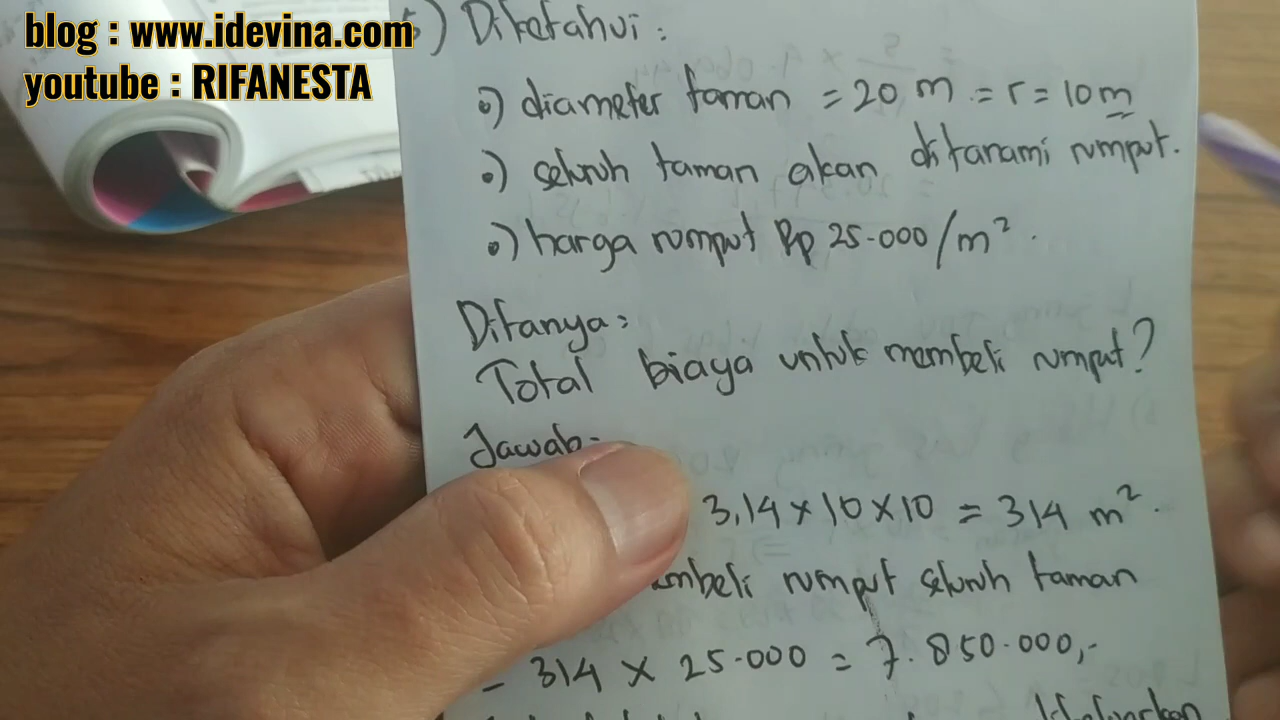 blog : www.idevina.com
youtube : RIFANESTA
) Diketahui :
•) diameter taman = 20 m = r = 10 m
•) seluruh taman akan ditanami rumput.
•) harga rumput Rp 25.000/m².
Ditanya :
Total biaya untuk membeli rumput?
Jawab :
3,14 x 10 x 10 = 314 m².
embeli rumput seluruh taman
= 314 x 25.000 = 7.850.000,-